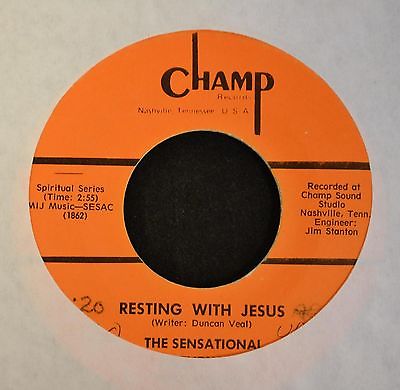 CHAMP
Records
Nashville, Tennessee U S A
Spiritual Series
(Time: 2:55)
MIJ Music—SESAC
(1862)
Recorded at
Champ Sound
Studio
Nashville, Tenn.
Engineer:
Jim Stanton
20
RESTING WITH JESUS
(Writer: Duncan Veal)
THE SENSATIONAL